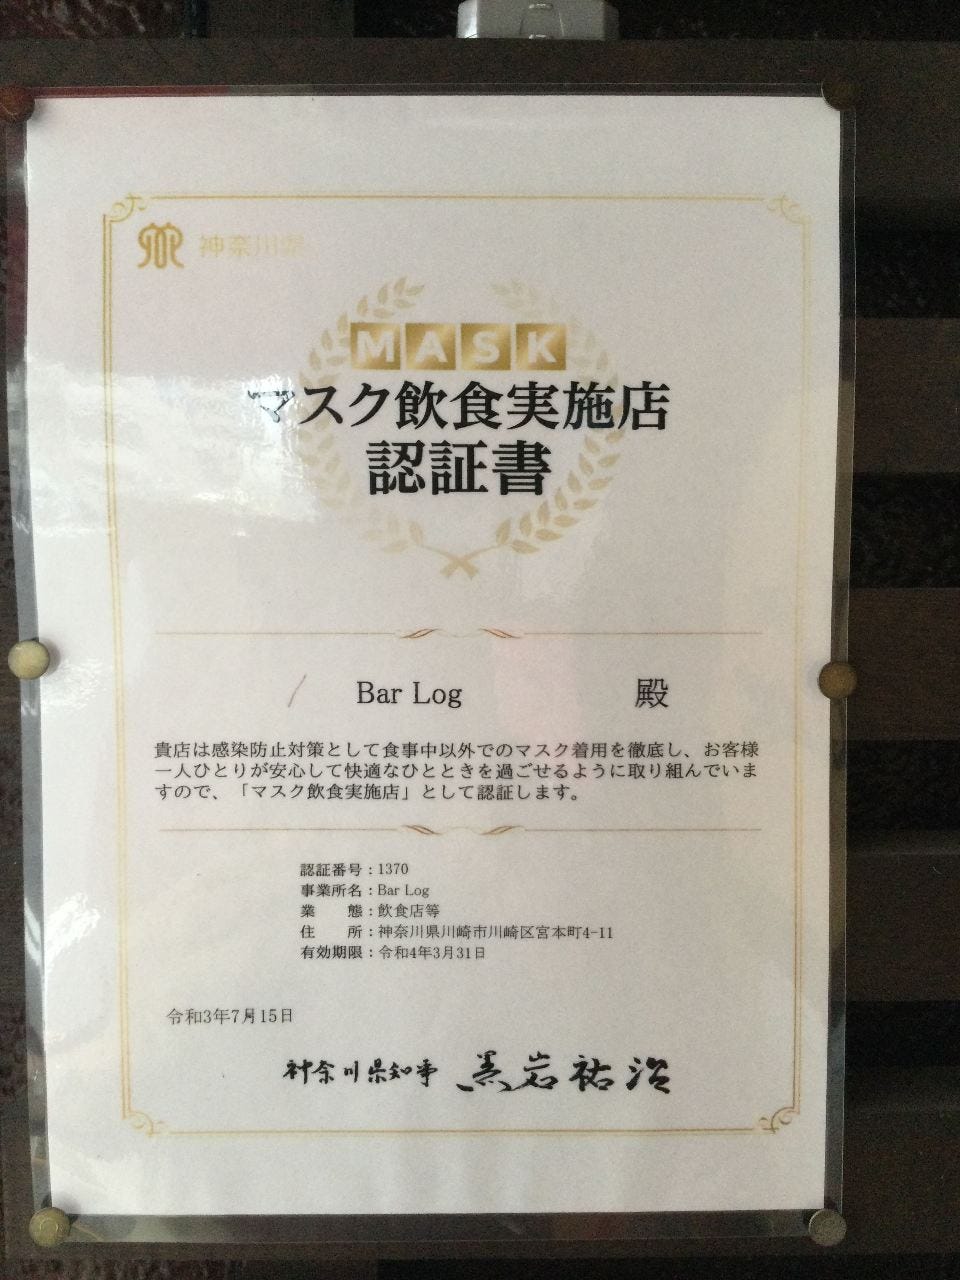 神奈川県
MASK
マスク飲食実施店
認証書
Bar Log 殿
貴店は感染防止対策として食事中以外でのマスク着用を徹底し、お客様
一人ひとりが安心して快適なひとときを過ごせるように取り組んでいま
すので、「マスク飲食実施店」として認証します。
認証番号：1370
事業所名：Bar Log
業　　態：飲食店等
住　　所：神奈川県川崎市川崎区宮本町4-11
有効期限：令和4年3月31日
令和3年7月15日
神奈川県知事 黒岩祐治